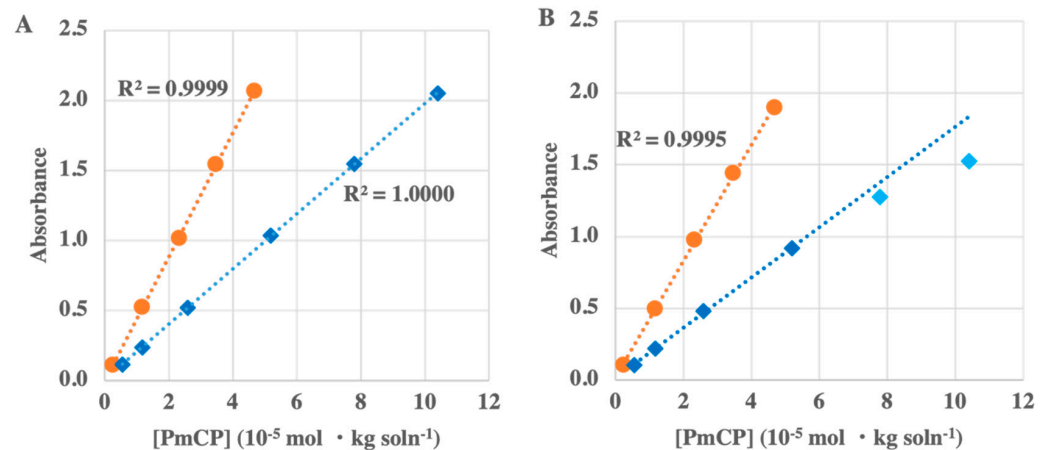 A
2.5
2.0
1.5
1.0
0.5
0.0
Absorbance
R² = 0.9999
R² = 1.0000
0 2 4 6 8 10 12
[PmCP] (10⁻⁵ mol ・kg soln⁻¹)
B
2.5
2.0
1.5
1.0
0.5
0.0
Absorbance
R² = 0.9995
0 2 4 6 8 10 12
[PmCP] (10⁻⁵ mol ・kg soln⁻¹)